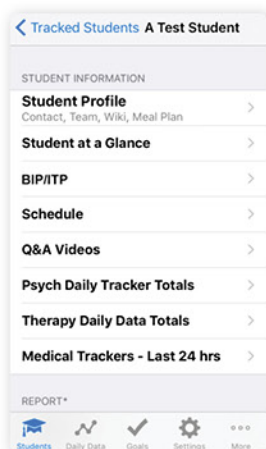 Tracked Students A Test Student
STUDENT INFORMATION
Student Profile
Contact, Team, Wiki, Meal Plan
Student at a Glance
BIP/ITP
Schedule
Q&A Videos
Psych Daily Tracker Totals
Therapy Daily Data Totals
Medical Trackers - Last 24 hrs
REPORT*
Students Daily Data Goals Settings More